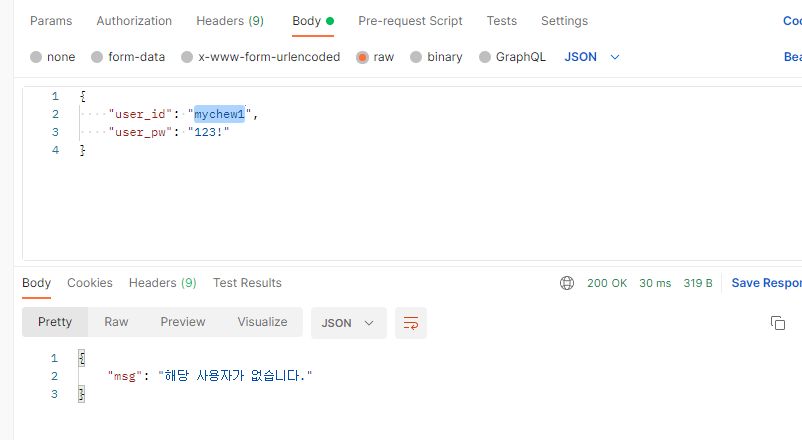 Params Authorization Headers (9) Body Pre-request Script Tests Settings Coo
none form-data x-www-form-urlencoded raw binary GraphQL JSON Bea
1 {
2 "user_id": "mychew1",
3 "user_pw": "123!"
4 }
Body Cookies Headers (9) Test Results 200 OK 30 ms 319 B Save Respon
Pretty Raw Preview Visualize JSON
1 {
2 "msg": "해당 사용자가 없습니다."
3 }